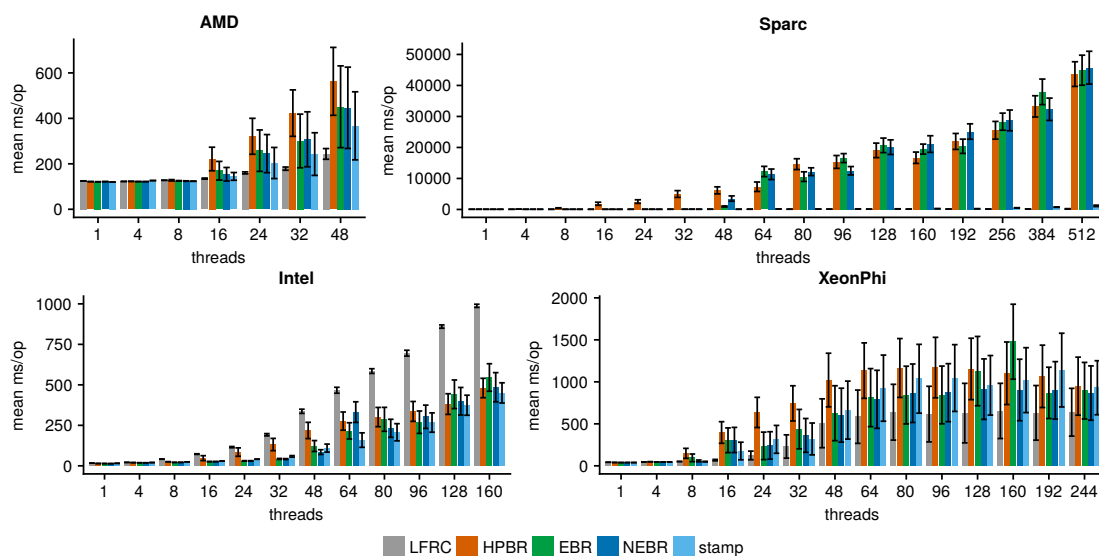 AMD
mean ms/op
600
400
200
0
1 4 8 16 24 32 48
threads
Sparc
mean ms/op
50000
40000
30000
20000
10000
0
1 4 8 16 24 32 48 64 80 96 128 160 192 256 384 512
threads
Intel
mean ms/op
1000
750
500
250
0
1 4 8 16 24 32 48 64 80 96 128 160
threads
XeonPhi
mean ms/op
2000
1500
1000
500
0
1 4 8 16 24 32 48 64 80 96 128 160 192 244
threads
LFRC HPBR EBR NEBR stamp